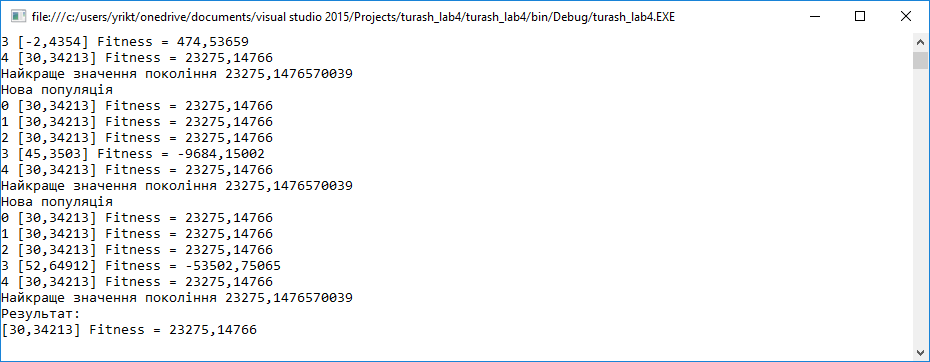 file:///c:/users/yrikt/onedrive/documents/visual studio 2015/Projects/turash_lab4/turash_lab4/bin/Debug/turash_lab4.EXE
3 [-2,4354] Fitness = 474,53659
4 [30,34213] Fitness = 23275,14766
Найкраще значення покоління 23275,1476570039
Нова популяція
0 [30,34213] Fitness = 23275,14766
1 [30,34213] Fitness = 23275,14766
2 [30,34213] Fitness = 23275,14766
3 [45,3503] Fitness = -9684,15002
4 [30,34213] Fitness = 23275,14766
Найкраще значення покоління 23275,1476570039
Нова популяція
0 [30,34213] Fitness = 23275,14766
1 [30,34213] Fitness = 23275,14766
2 [30,34213] Fitness = 23275,14766
3 [52,64912] Fitness = -53502,75065
4 [30,34213] Fitness = 23275,14766
Найкраще значення покоління 23275,1476570039
Результат:
[30,34213] Fitness = 23275,14766